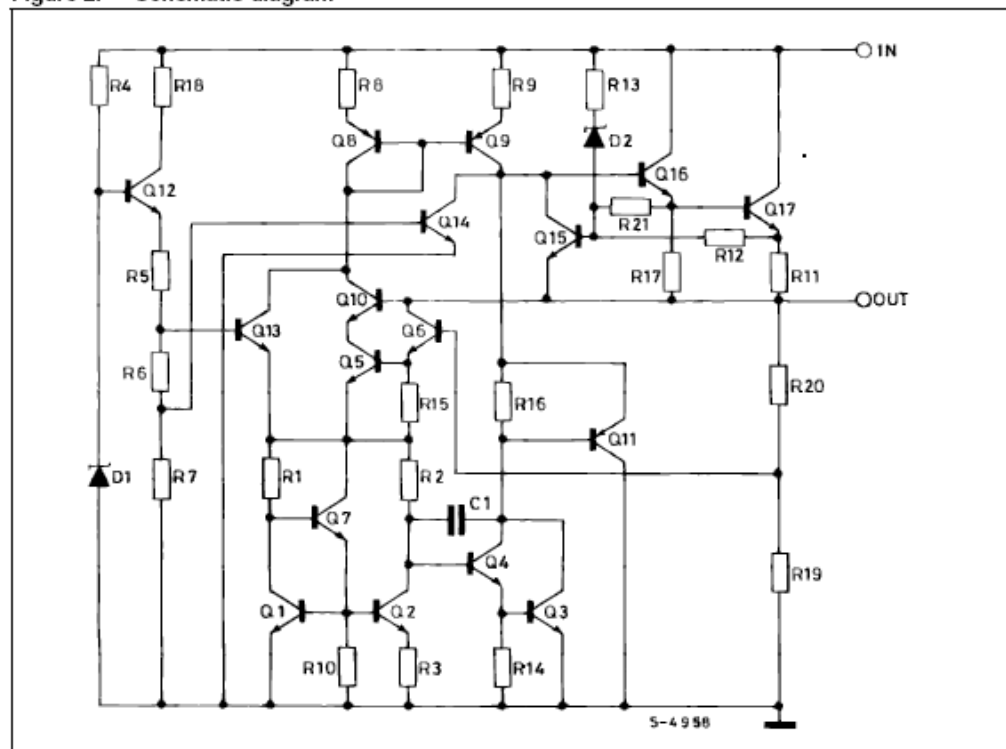 Figure 2. Schematic diagram
IN
R4
R18
R8
R9
R13
Q8
Q9
D2
Q16
Q12
Q14
Q17
Q15
R21
R12
R5
R17
R11
Q10
OUT
Q13
Q6
Q5
R6
R15
R16
R20
Q11
D1
R7
R1
R2
C1
Q7
Q4
R19
Q1
Q2
Q3
R10
R3
R14
5-4958